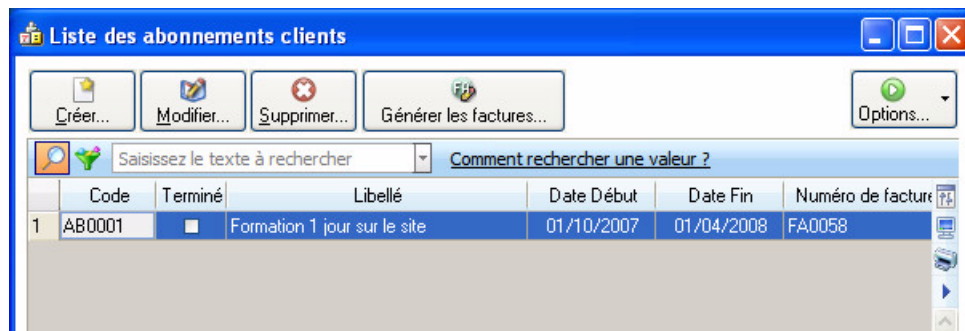 Liste des abonnements clients
Créer... Modifier... Supprimer... Générer les factures... Options...
Saisissez le texte à rechercher Comment rechercher une valeur ?
Code Terminé Libellé Date Début Date Fin Numéro de facture
1 AB0001 Formation 1 jour sur le site 01/10/2007 01/04/2008 FA0058